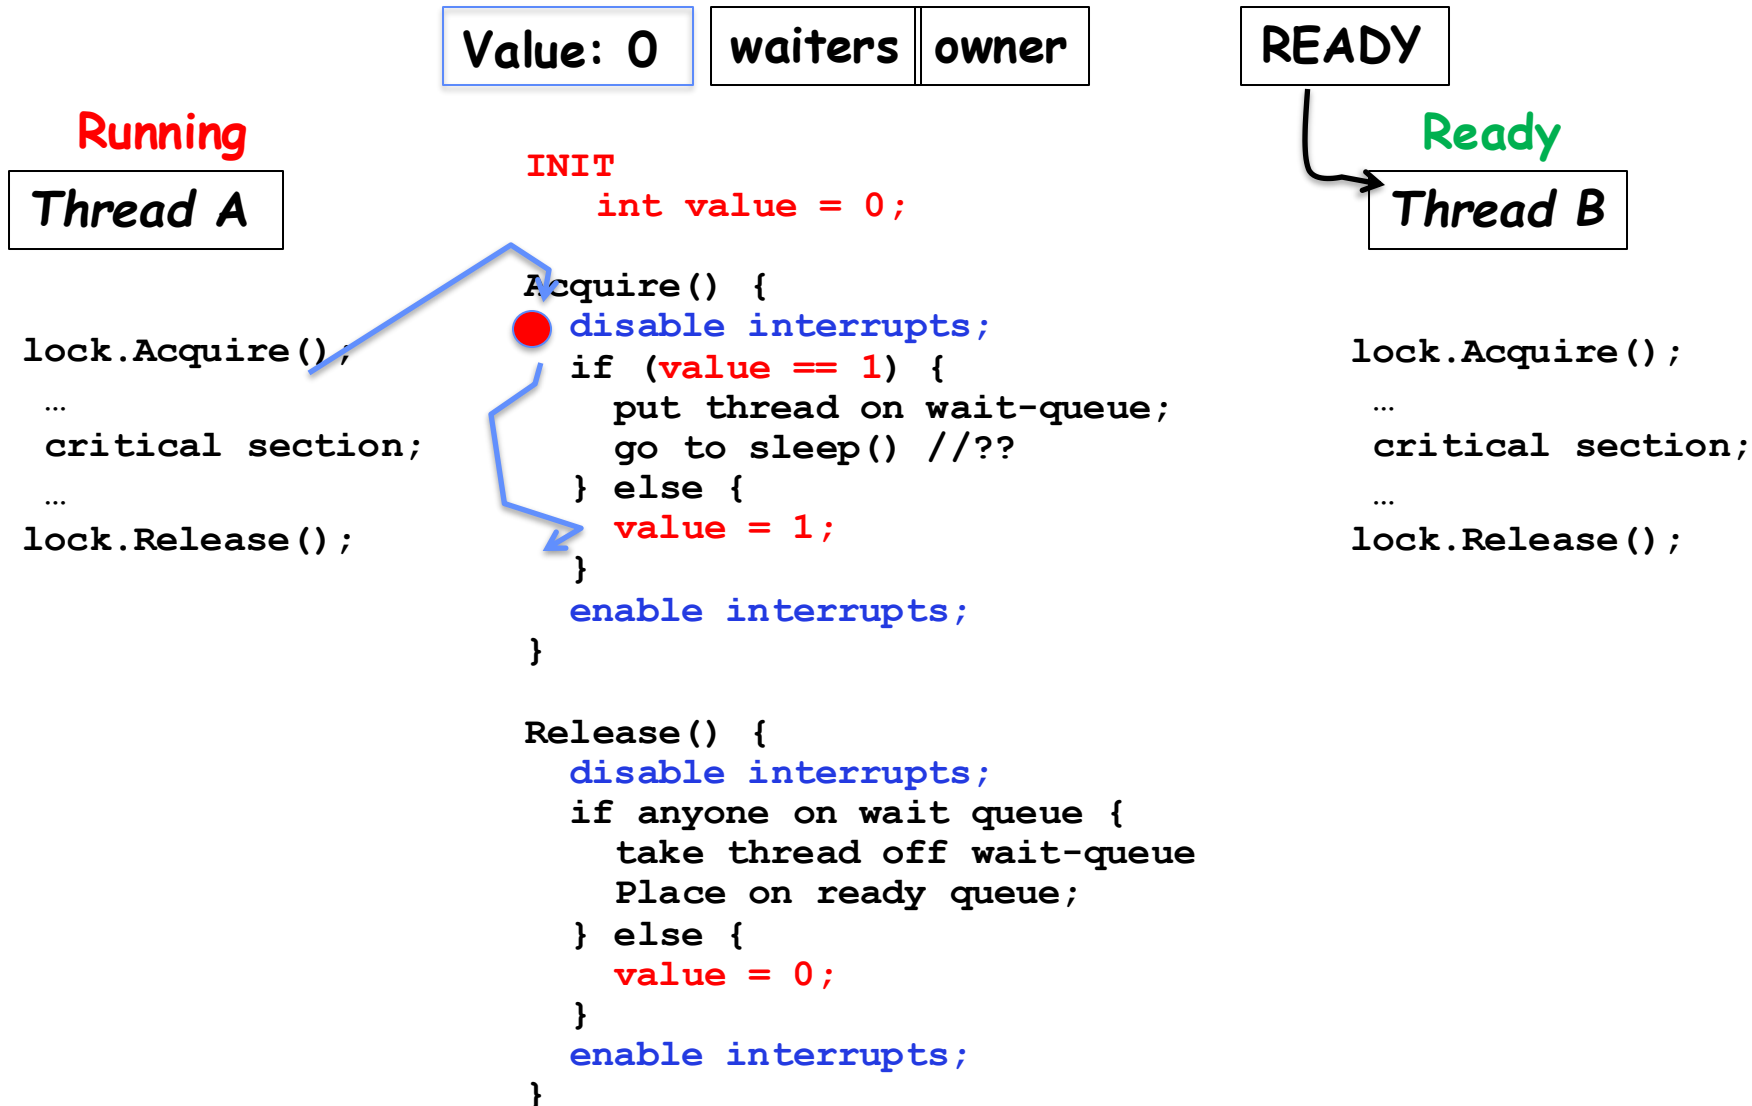 Value: 0 waiters owner READY
Running
Ready
Thread A
Thread B
INIT
int value = 0;
Acquire() {
disable interrupts;
if (value == 1) {
put thread on wait-queue;
go to sleep() //??
} else {
value = 1;
}
enable interrupts;
}
Release() {
disable interrupts;
if anyone on wait queue {
take thread off wait-queue
Place on ready queue;
} else {
value = 0;
}
enable interrupts;
}
lock.Acquire();
…
critical section;
…
lock.Release();
lock.Acquire();
…
critical section;
…
lock.Release();